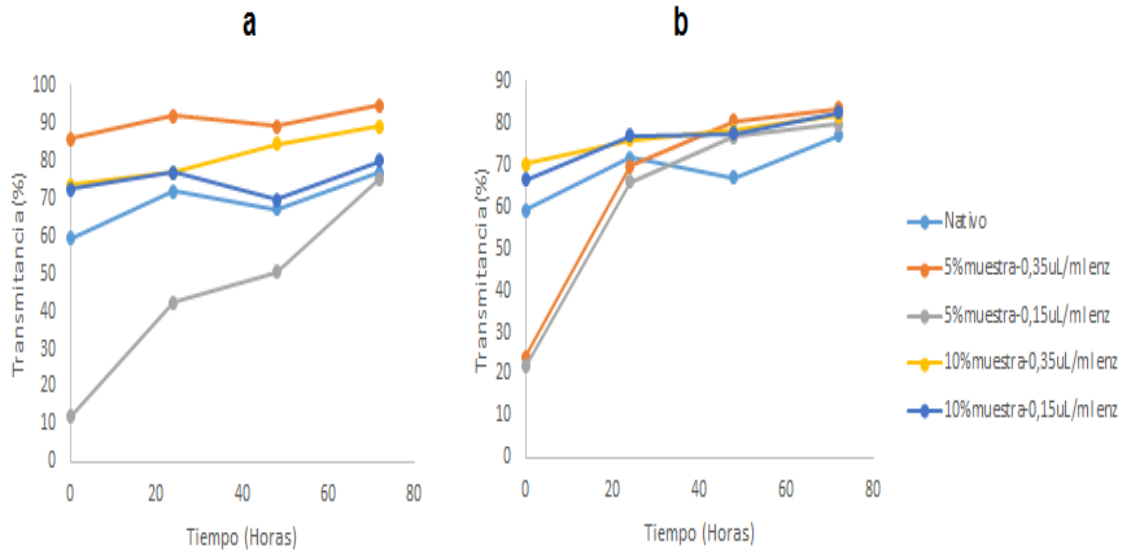 a
100
90
80
70
60
50
40
30
20
10
0
0 20 40 60 80
Transmitancia (%)
Tiempo (Horas)
b
90
80
70
60
50
40
30
20
10
0
0 20 40 60 80
Transmitancia (%)
Tiempo (Horas)
Nativo
5%muestra-0,35uL/ml enz
5%muestra-0,15uL/ml enz
10%muestra-0,35uL/ml enz
10%muestra-0,15uL/ml enz